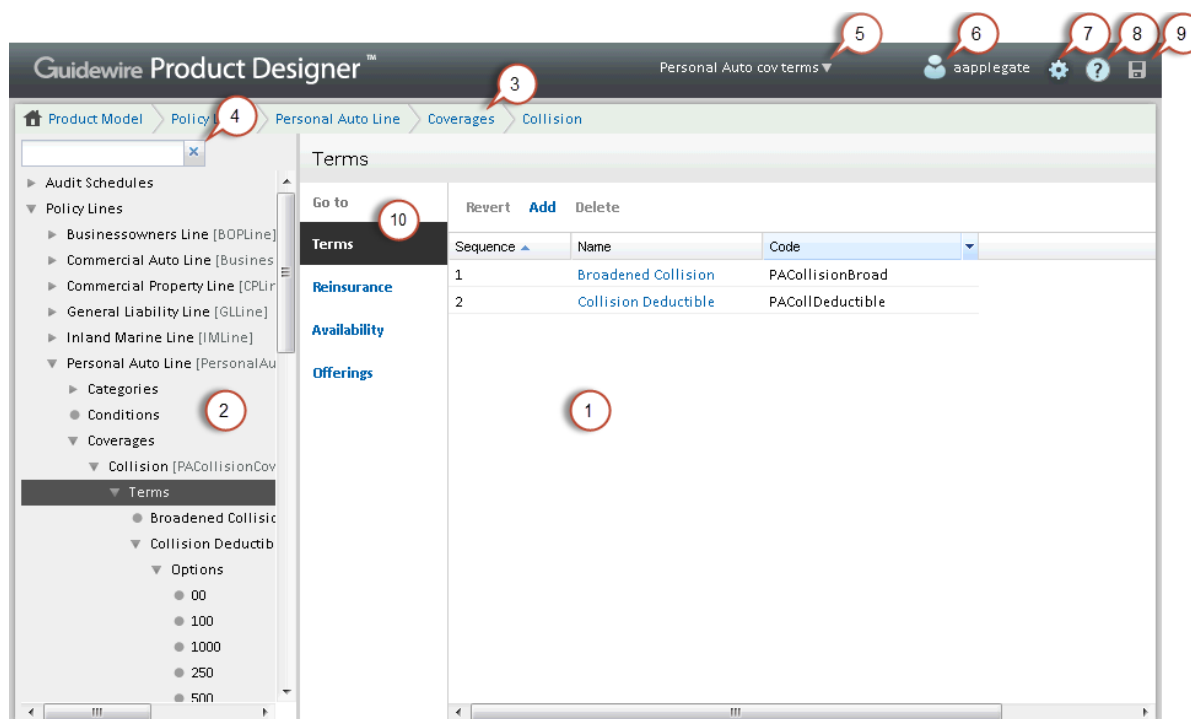 5 6 7 8 9
Guidewire Product Designer ™ Personal Auto cov terms aapplegate ?
3
Product Model Policy 4 Personal Auto Line Coverages Collision
× Terms
Audit Schedules
Policy Lines
Businessowners Line [BOPLine]
Commercial Auto Line [Busines
Commercial Property Line [CPLir
General Liability Line [GLLine]
Inland Marine Line [IMLine]
Personal Auto Line [PersonalAu
Categories
Conditions
2
Coverages
Collision [PACollisionCov
Terms
Broadened Collisic
Collision Deductib
Options
00
100
1000
250
500
Go to
10
Terms
Reinsurance
Availability
Offerings
Revert Add Delete
Sequence Name Code
1 Broadened Collision PACollisionBroad
2 Collision Deductible PACollDeductible
1